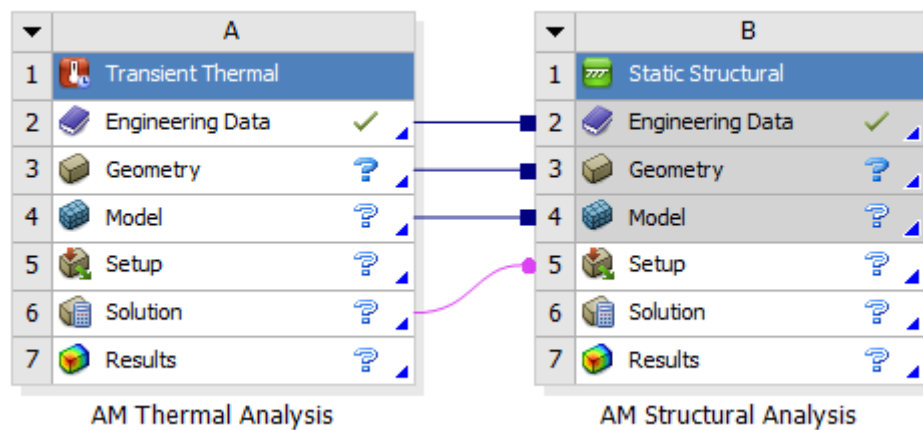 A
1 Transient Thermal
2 Engineering Data
3 Geometry
4 Model
5 Setup
6 Solution
7 Results
AM Thermal Analysis
B
1 Static Structural
2 Engineering Data
3 Geometry
4 Model
5 Setup
6 Solution
7 Results
AM Structural Analysis